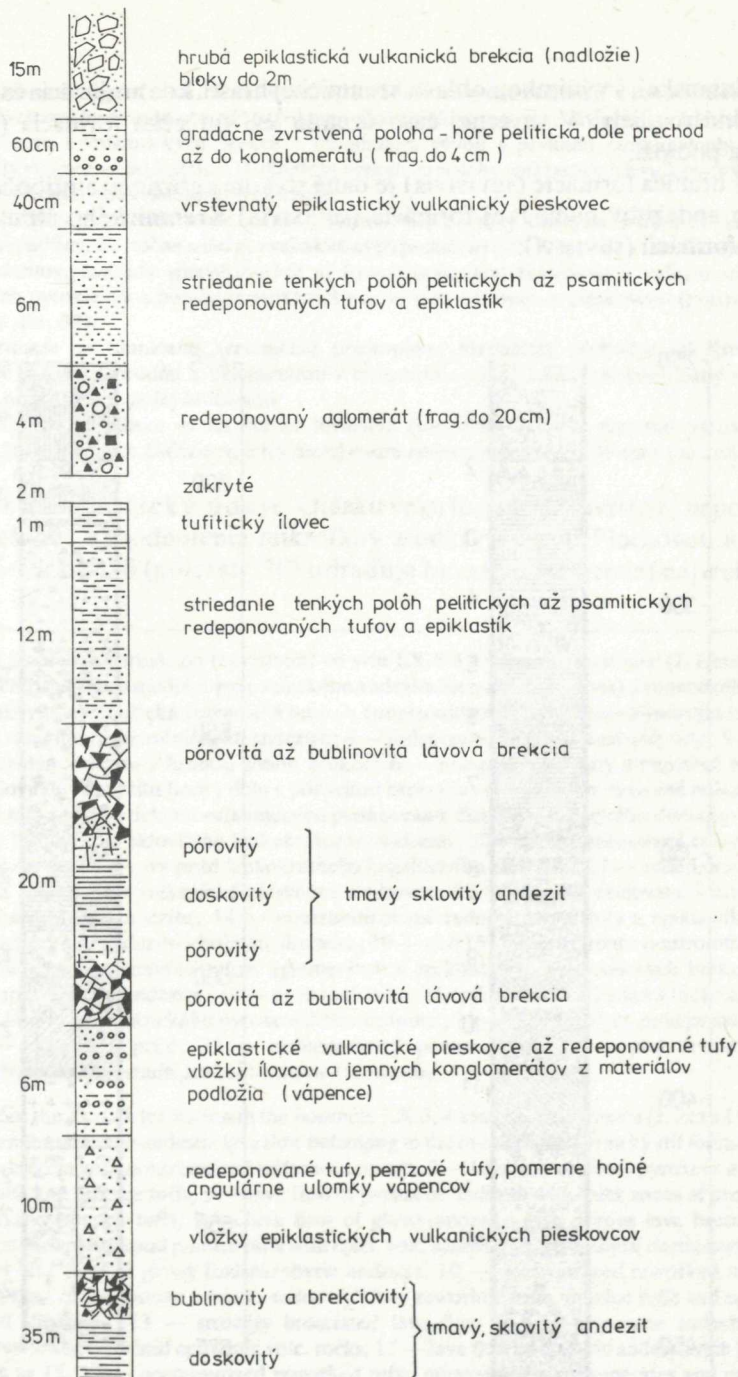 15m
hrubá epiklastická vulkanická brekcia (nadložie)
bloky do 2m
60cm
gradačne zvrstvená poloha - hore pelitická, dole prechod
až do konglomerátu ( frag. do 4 cm )
40cm
vrstevnatý epiklastický vulkanický pieskovec
6m
striedanie tenkých polôh pelitických až psamitických
redeponovaných tufov a epiklastík
4m
redeponovaný aglomerát (frag. do 20cm)
2m
zakryté
1m
tufitický ílovec
12m
striedanie tenkých polôh pelitických až psamitických
redeponovaných tufov a epiklastík
pórovitá až bublinovitá lávová brekcia
pórovitý
20m
doskovitý
tmavý sklovitý andezit
pórovitý
pórovitá až bublinovitá lávová brekcia
6m
epiklastické vulkanické pieskovce až redeponované tufy
vložky ílovcov a jemných konglomerátov z materiálov
podložia (vápence)
10m
redeponované tufy, pemzové tufy, pomerne hojné
angulárne ulomky vápencov
vložky epiklastických vulkanických pieskovcov
bublinovitý a brekciovitý
35m
tmavý, sklovitý andezit
doskovitý